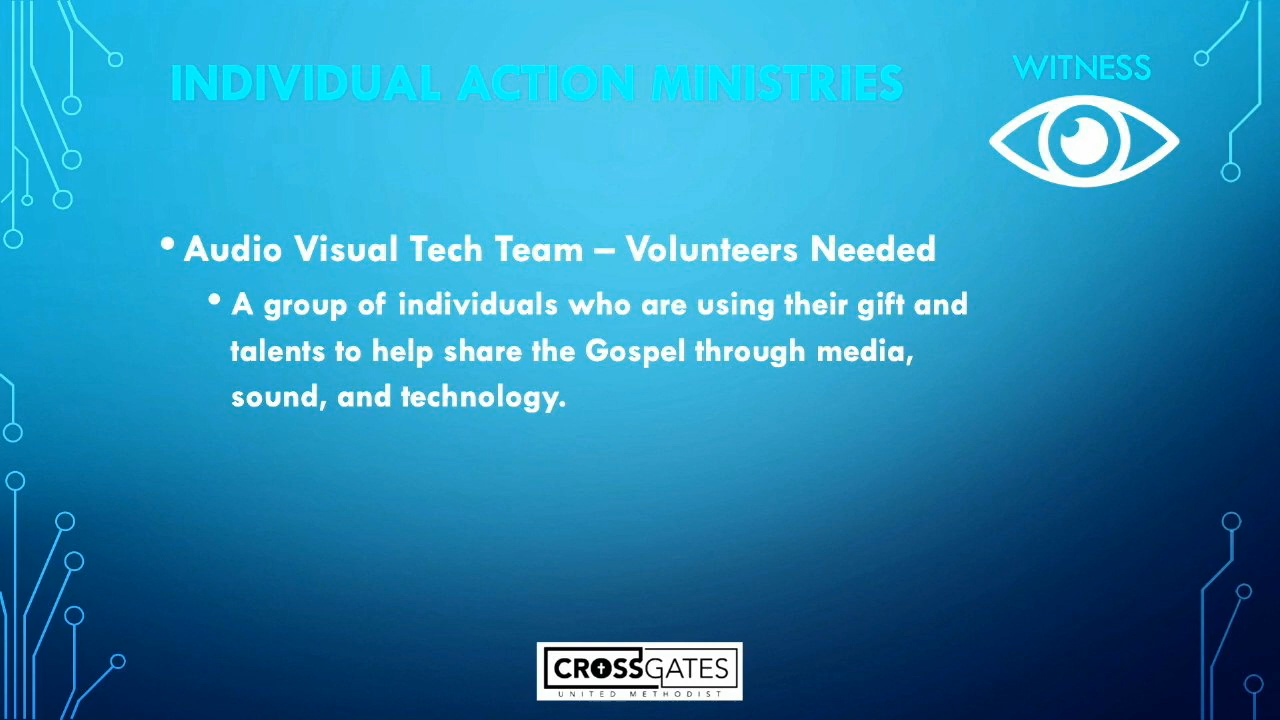 INDIVIDUAL ACTION MINISTRIES
WITNESS
• Audio Visual Tech Team – Volunteers Needed
• A group of individuals who are using their gift and
talents to help share the Gospel through media,
sound, and technology.
CROSSGATES
UNITED METHODIST